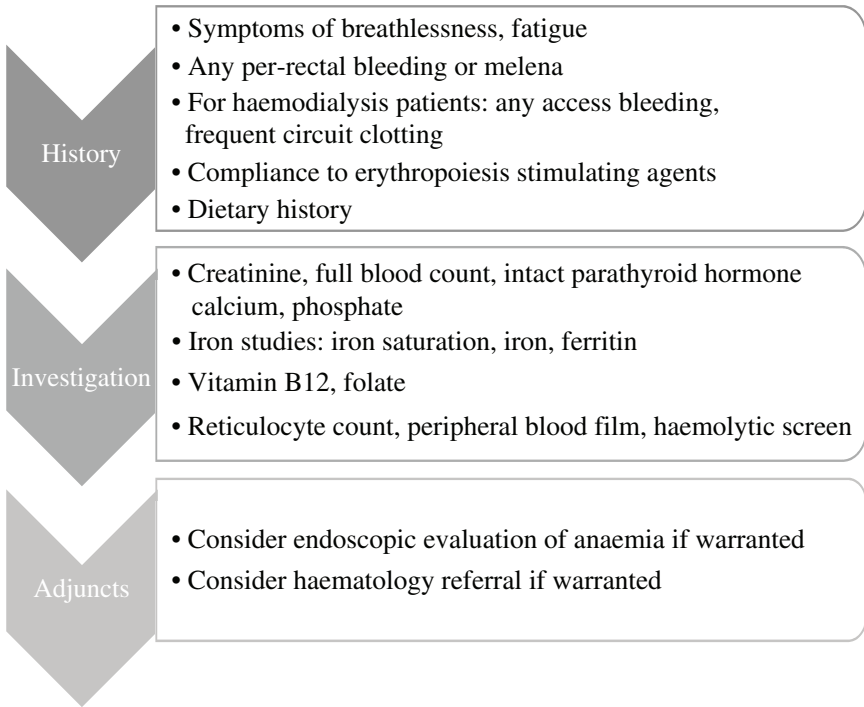 History
• Symptoms of breathlessness, fatigue
• Any per-rectal bleeding or melena
• For haemodialysis patients: any access bleeding,
frequent circuit clotting
• Compliance to erythropoiesis stimulating agents
• Dietary history
Investigation
• Creatinine, full blood count, intact parathyroid hormone
calcium, phosphate
• Iron studies: iron saturation, iron, ferritin
• Vitamin B12, folate
• Reticulocyte count, peripheral blood film, haemolytic screen
Adjuncts
• Consider endoscopic evaluation of anaemia if warranted
• Consider haematology referral if warranted